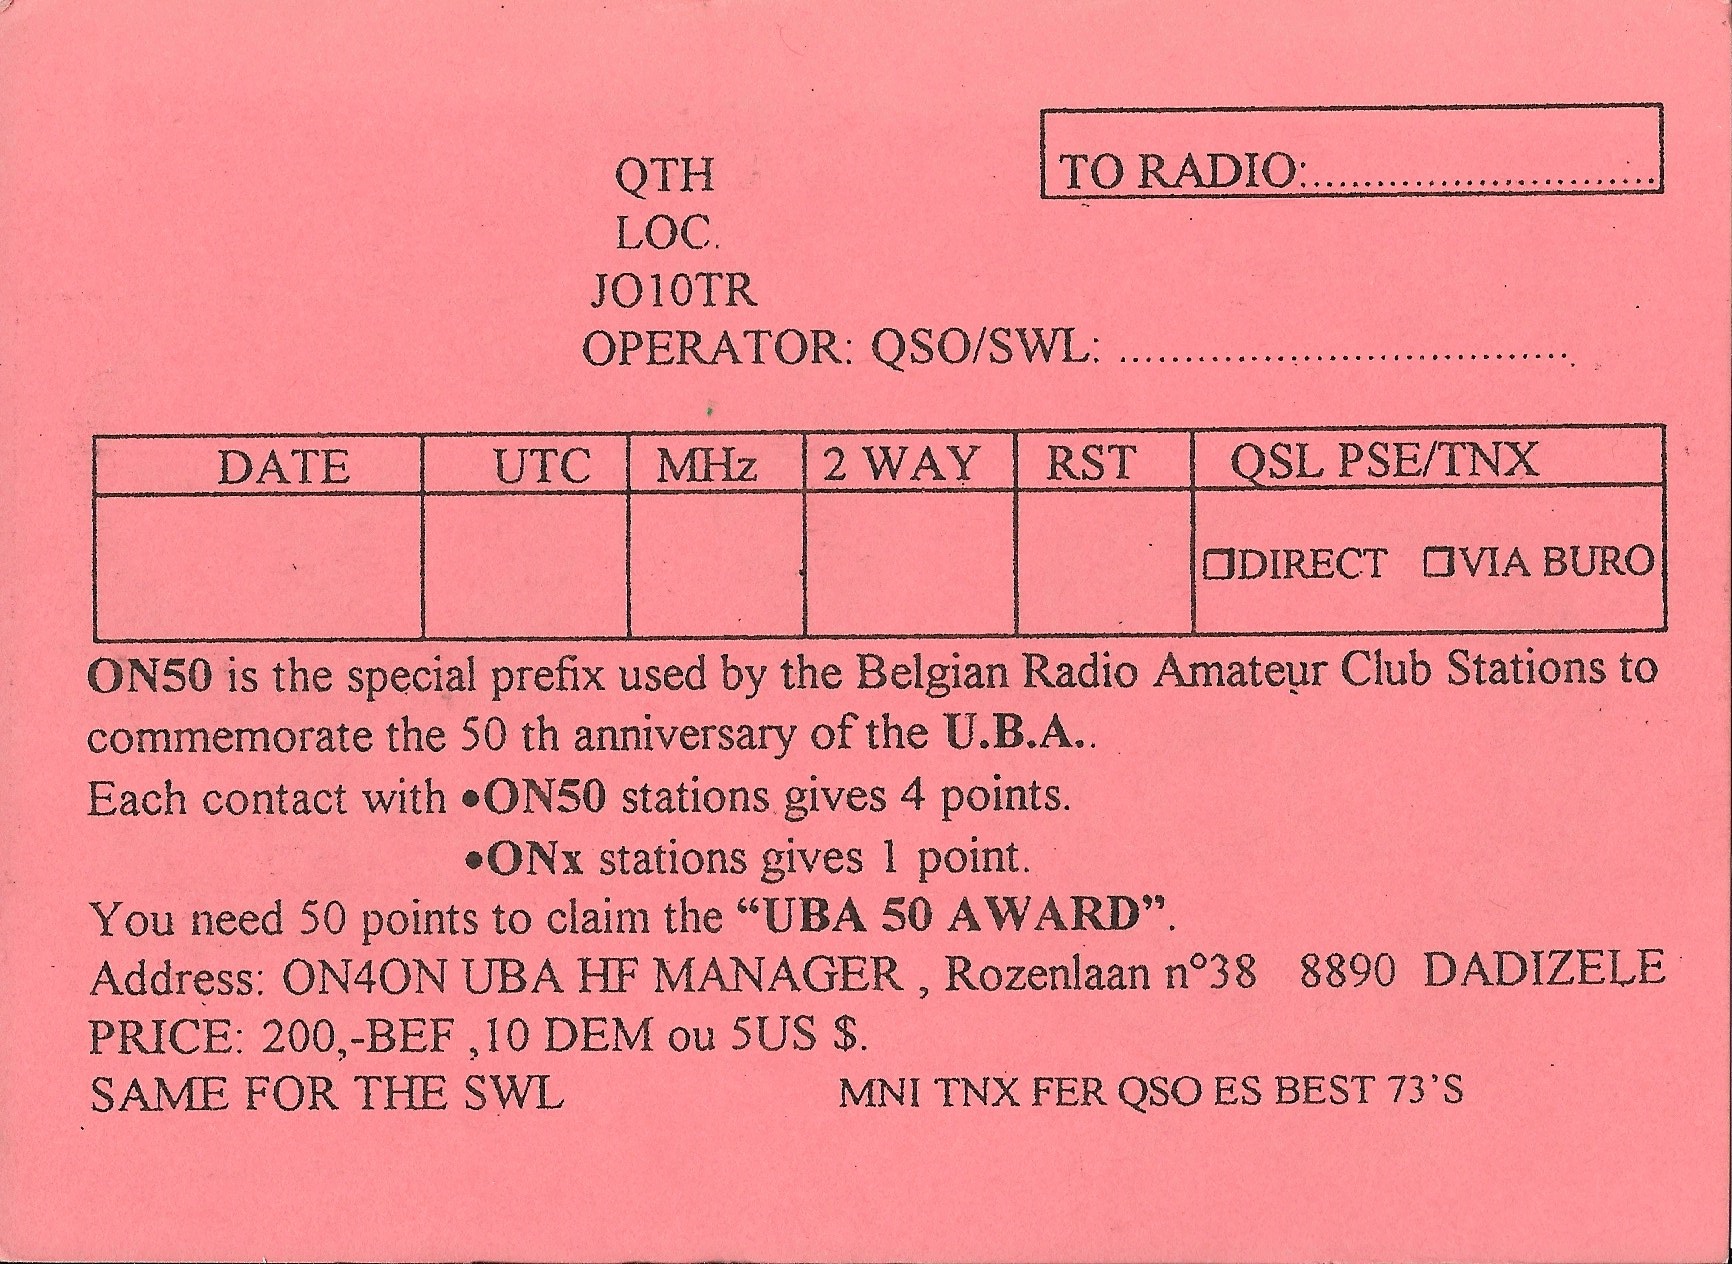 TO RADIO:............................
QTH
LOC.
JO10TR
OPERATOR: QSO/SWL: ...................................
DATE UTC MHz 2 WAY RST QSL PSE/TNX
❒DIRECT ❒VIA BURO
ON50 is the special prefix used by the Belgian Radio Amateur Club Stations to
commemorate the 50 th anniversary of the U.B.A..
Each contact with •ON50 stations gives 4 points.
•ONx stations gives 1 point.
You need 50 points to claim the “UBA 50 AWARD”.
Address: ON4ON UBA HF MANAGER , Rozenlaan n°38 8890 DADIZELE
PRICE: 200,-BEF ,10 DEM ou 5US $.
SAME FOR THE SWL MNI TNX FER QSO ES BEST 73’S